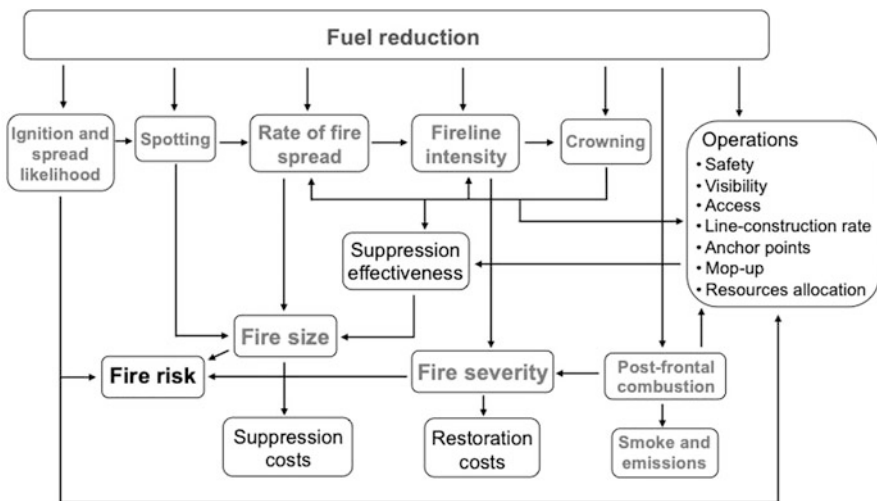 Fuel reduction
Ignition and
spread
likelihood
Spotting
Rate of fire
spread
Fireline
intensity
Crowning
Operations
• Safety
• Visibility
• Access
• Line-construction rate
• Anchor points
• Mop-up
• Resources allocation
Suppression
effectiveness
Fire size
Fire risk
Fire severity
Post-frontal
combustion
Suppression
costs
Restoration
costs
Smoke and
emissions